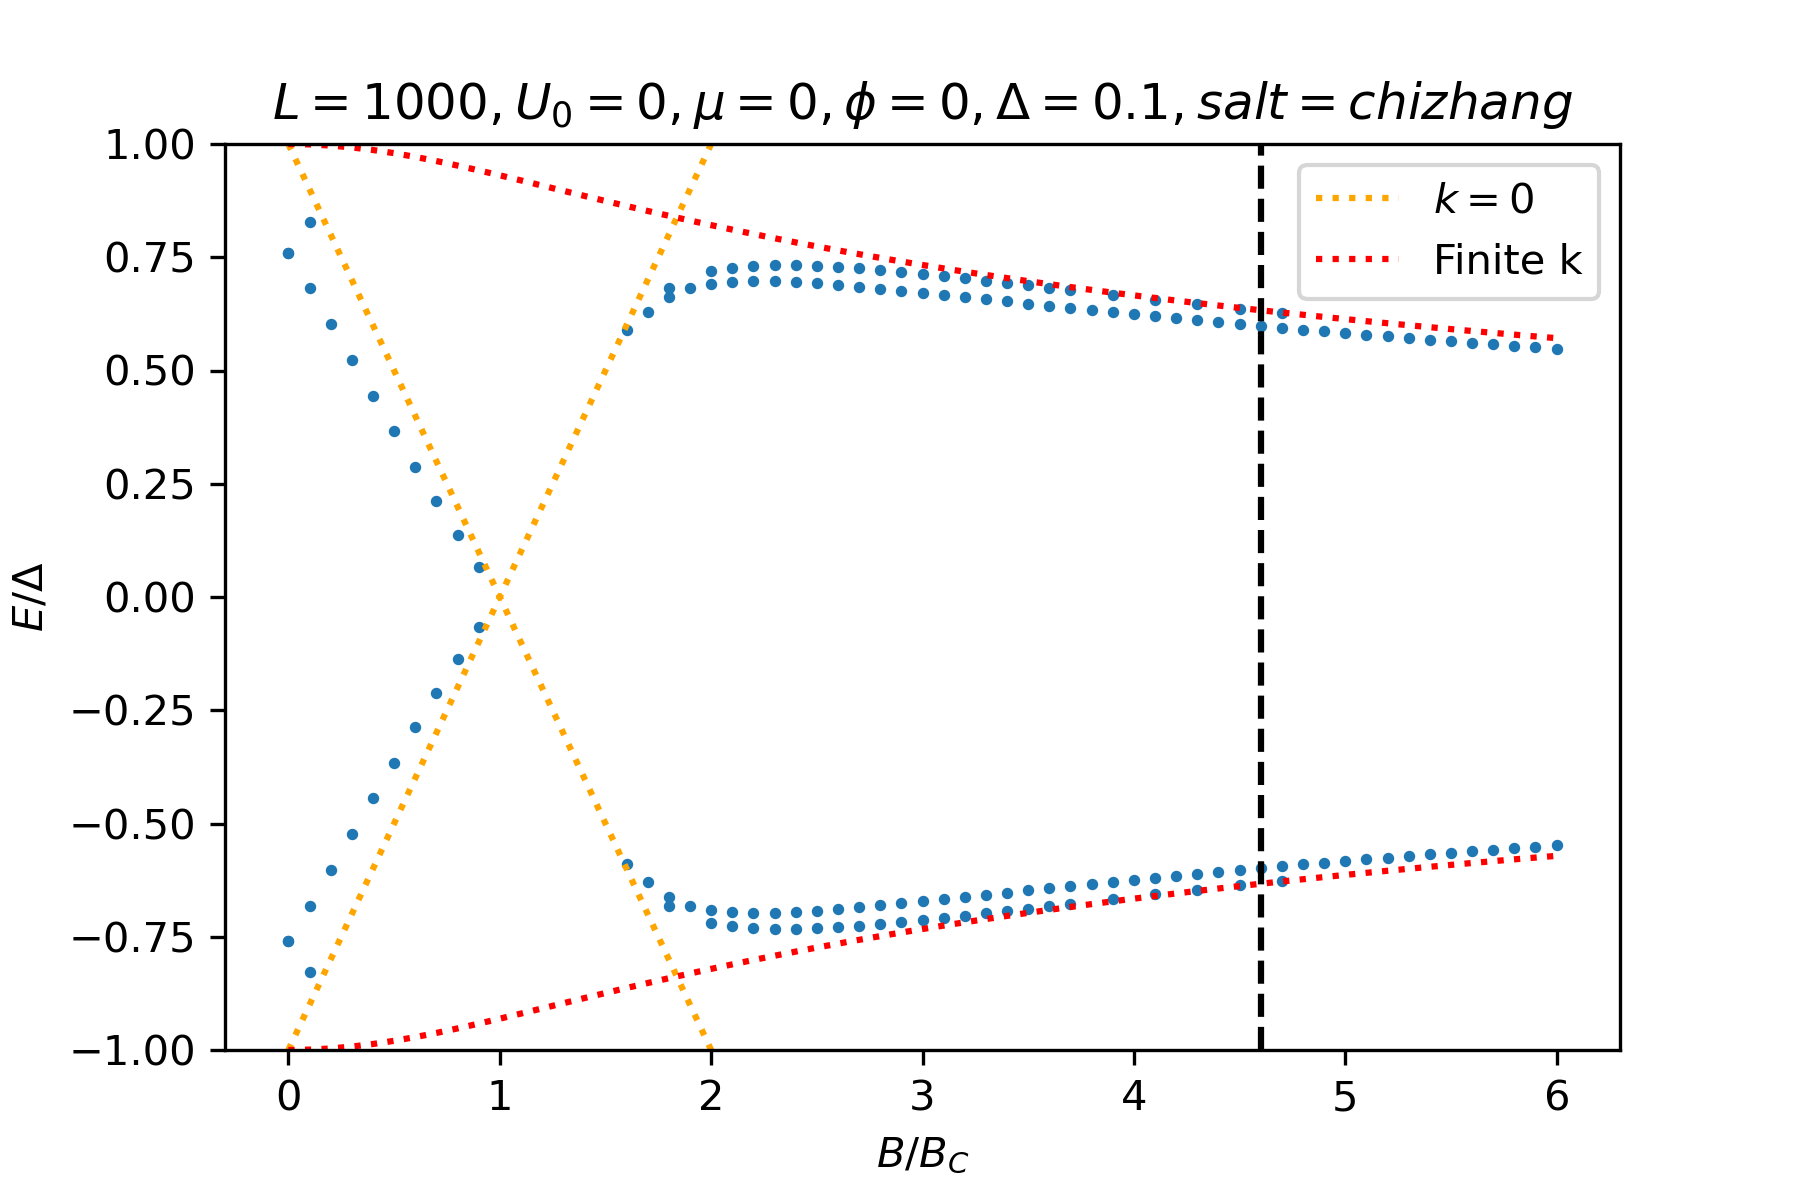 L = 1000, U₀ = 0, μ = 0, ϕ = 0, Δ = 0.1, salt = chizhang
1.00
0.75
0.50
0.25
0.00
−0.25
−0.50
−0.75
−1.00
E/Δ
k = 0
Finite k
0 1 2 3 4 5 6
B/B_C